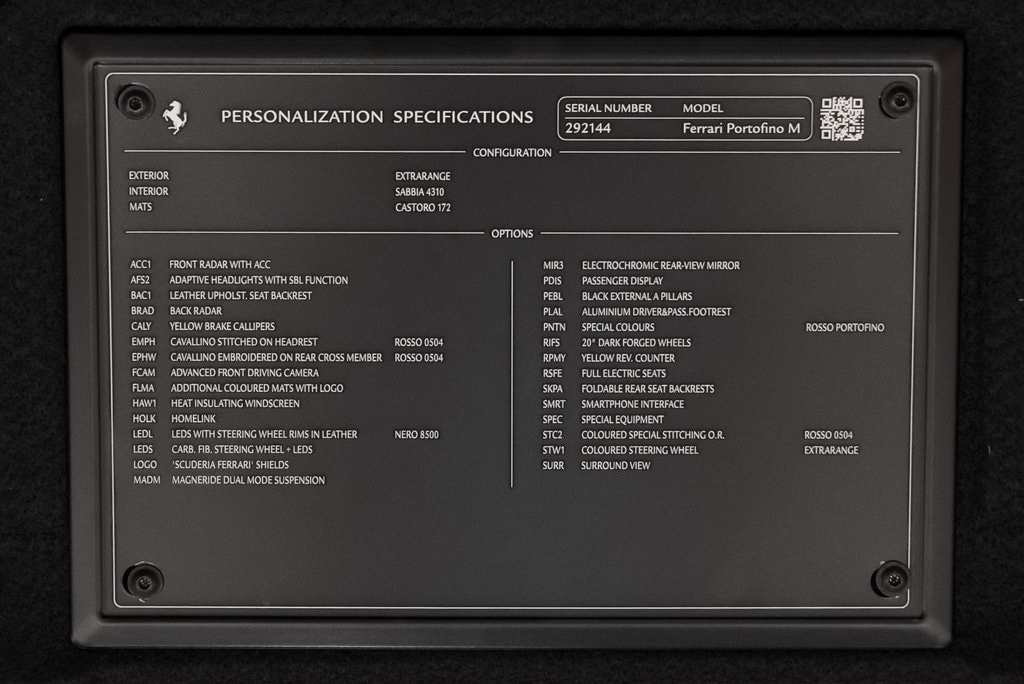 PERSONALIZATION SPECIFICATIONS
SERIAL NUMBER MODEL
292144 Ferrari Portofino M
CONFIGURATION
EXTERIOR EXTRARANGE
INTERIOR SABBIA 4310
MATS CASTORO 172
OPTIONS
ACC1 FRONT RADAR WITH ACC
AFS2 ADAPTIVE HEADLIGHTS WITH SBL FUNCTION
BAC1 LEATHER UPHOLST. SEAT BACKREST
BRAD BACK RADAR
CALY YELLOW BRAKE CALLIPERS
EMPH CAVALLINO STITCHED ON HEADREST ROSSO 0504
EPHW CAVALLINO EMBROIDERED ON REAR CROSS MEMBER ROSSO 0504
FCAM ADVANCED FRONT DRIVING CAMERA
FLMA ADDITIONAL COLOURED MATS WITH LOGO
HAW1 HEAT INSULATING WINDSCREEN
HOLK HOMELINK
LEDL LEDS WITH STEERING WHEEL RIMS IN LEATHER NERO 8500
LEDS CARB. FIB. STEERING WHEEL + LEDS
LOGO 'SCUDERIA FERRARI' SHIELDS
MADM MAGNERIDE DUAL MODE SUSPENSION
MIR3 ELECTROCHROMIC REAR-VIEW MIRROR
PDIS PASSENGER DISPLAY
PEBL BLACK EXTERNAL A PILLARS
PLAL ALUMINIUM DRIVER&PASS.FOOTREST
PNTN SPECIAL COLOURS ROSSO PORTOFINO
RIFS 20" DARK FORGED WHEELS
RPMY YELLOW REV. COUNTER
RSFE FULL ELECTRIC SEATS
SKPA FOLDABLE REAR SEAT BACKRESTS
SMRT SMARTPHONE INTERFACE
SPEC SPECIAL EQUIPMENT
STC2 COLOURED SPECIAL STITCHING O.R. ROSSO 0504
STW1 COLOURED STEERING WHEEL EXTRARANGE
SURR SURROUND VIEW